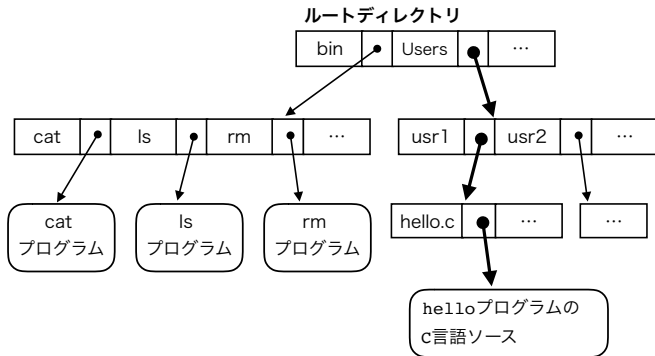 ルートディレクトリ
bin Users …
cat ls rm …
usr1 usr2 …
cat
プログラム
ls
プログラム
rm
プログラム
hello.c …
…
helloプログラムの
C言語ソース